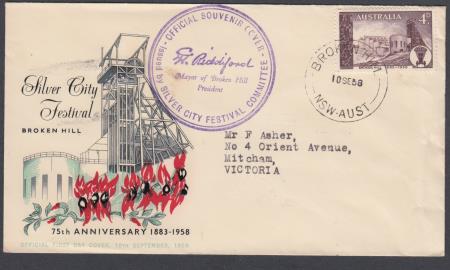 Silver City
Festival
BROKEN HILL
75th ANNIVERSARY 1883-1958
OFFICIAL FIRST DAY COVER, 10th SEPTEMBER, 1958
OFFICIAL SOUVENIR COVER
Issued by SILVER CITY FESTIVAL COMMITTEE
Mayor of Broken Hill
President
AUSTRALIA
4D
BROKEN HILL
10SE58
NSW-AUST
Mr F Asher,
No 4 Orient Avenue,
Mitcham,
VICTORIA